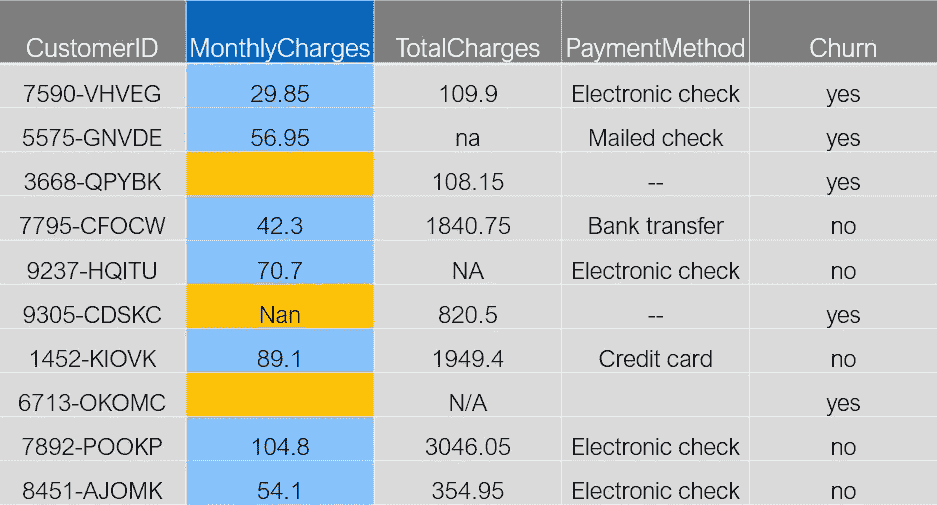 CustomerID MonthlyCharges TotalCharges PaymentMethod Churn
7590-VHVEG 29.85 109.9 Electronic check yes
5575-GNVDE 56.95 na Mailed check yes
3668-QPYBK 108.15 -- yes
7795-CFOCW 42.3 1840.75 Bank transfer no
9237-HQITU 70.7 NA Electronic check no
9305-CDSKC Nan 820.5 -- yes
1452-KIOVK 89.1 1949.4 Credit card no
6713-OKOMC N/A yes
7892-POOKP 104.8 3046.05 Electronic check no
8451-AJOMK 54.1 354.95 Electronic check no